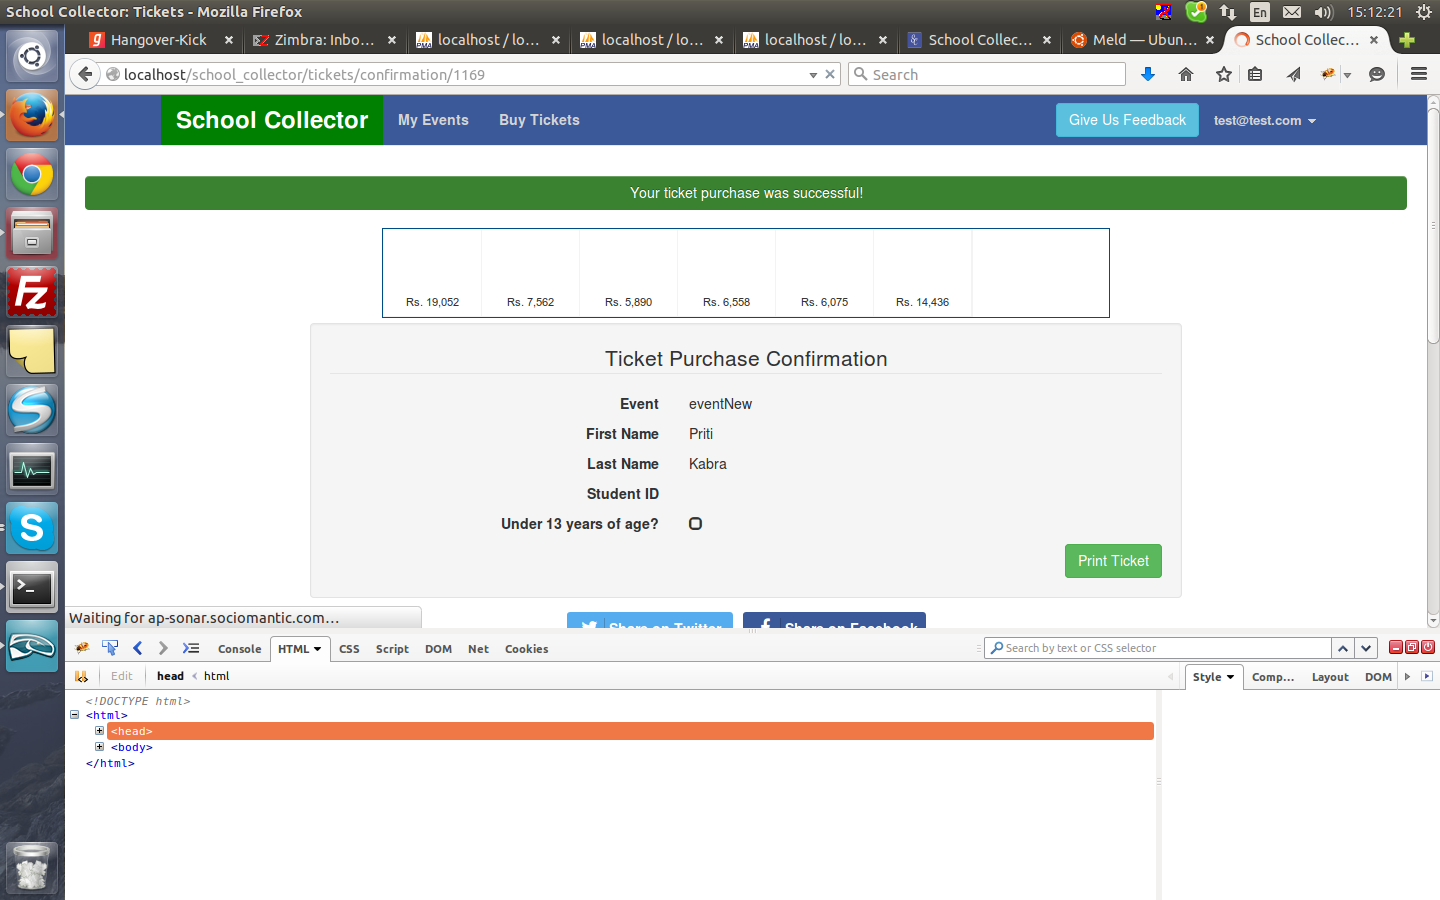 School Collector: Tickets - Mozilla Firefox
En
15:12:21
Hangover-Kick
Zimbra: Inbo...
localhost / lo...
localhost / lo...
localhost / lo...
School Collec...
Meld — Ubun...
School Collec...
localhost/school_collector/tickets/confirmation/1169
Search
School Collector
My Events
Buy Tickets
Give Us Feedback
test@test.com
Your ticket purchase was successful!
Rs. 19,052
Rs. 7,562
Rs. 5,890
Rs. 6,558
Rs. 6,075
Rs. 14,436
Ticket Purchase Confirmation
Event eventNew
First Name Priti
Last Name Kabra
Student ID
Under 13 years of age?
Print Ticket
Waiting for ap-sonar.sociomantic.com...
Share on Twitter
Share on Facebook
Console
HTML
CSS
Script
DOM
Net
Cookies
Search by text or CSS selector
Edit
head < html
Style
Comp...
Layout
DOM
<!DOCTYPE html>
<html>
<head>
<body>
</html>